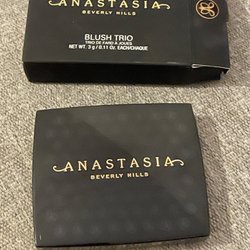 ANASTASIA
BEVERLY HILLS
BLUSH TRIO
TRIO DE FARD À JOUES
NET WT. 3 g / 0.11 Oz. EACH/CHAQUE
ANASTASIA
BEVERLY HILLS